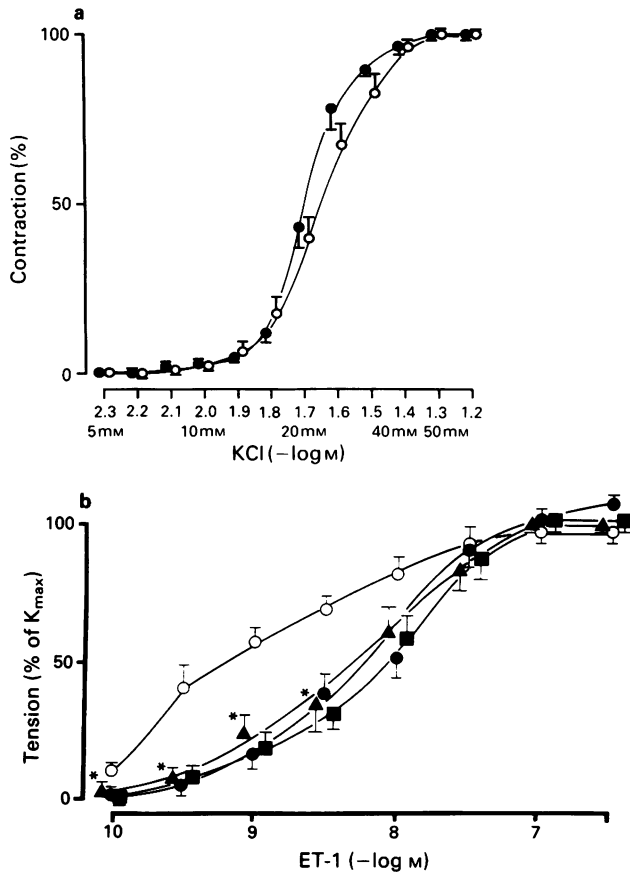 a
100
50
0
Contraction (%)
2.3 2.2 2.1 2.0 1.9 1.8 1.7 1.6 1.5 1.4 1.3 1.2
5mM 10mM 20mM 40mM 50mM
KCl (−log M)
b
100
50
0
Tension (% of Kmax)
* * * *
10 9 8 7
ET-1 (−log M)